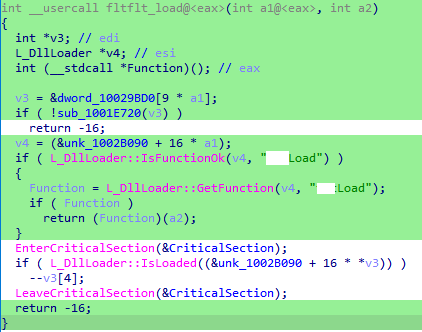 int __usercall fltflt_load@<eax>(int a1@<eax>, int a2)
{
int *v3; // edi
L_DllLoader *v4; // esi
int (__stdcall *Function)(); // eax
v3 = &dword_10029BD0[9 * a1];
if ( !sub_1001E720(v3) )
return -16;
v4 = (&unk_1002B090 + 16 * a1);
if ( L_DllLoader::IsFunctionOk(v4, "Load") )
{
Function = L_DllLoader::GetFunction(v4, "Load");
if ( Function )
return (Function)(a2);
}
EnterCriticalSection(&CriticalSection);
if ( L_DllLoader::IsLoaded((&unk_1002B090 + 16 * *v3)) )
--v3[4];
LeaveCriticalSection(&CriticalSection);
return -16;
}